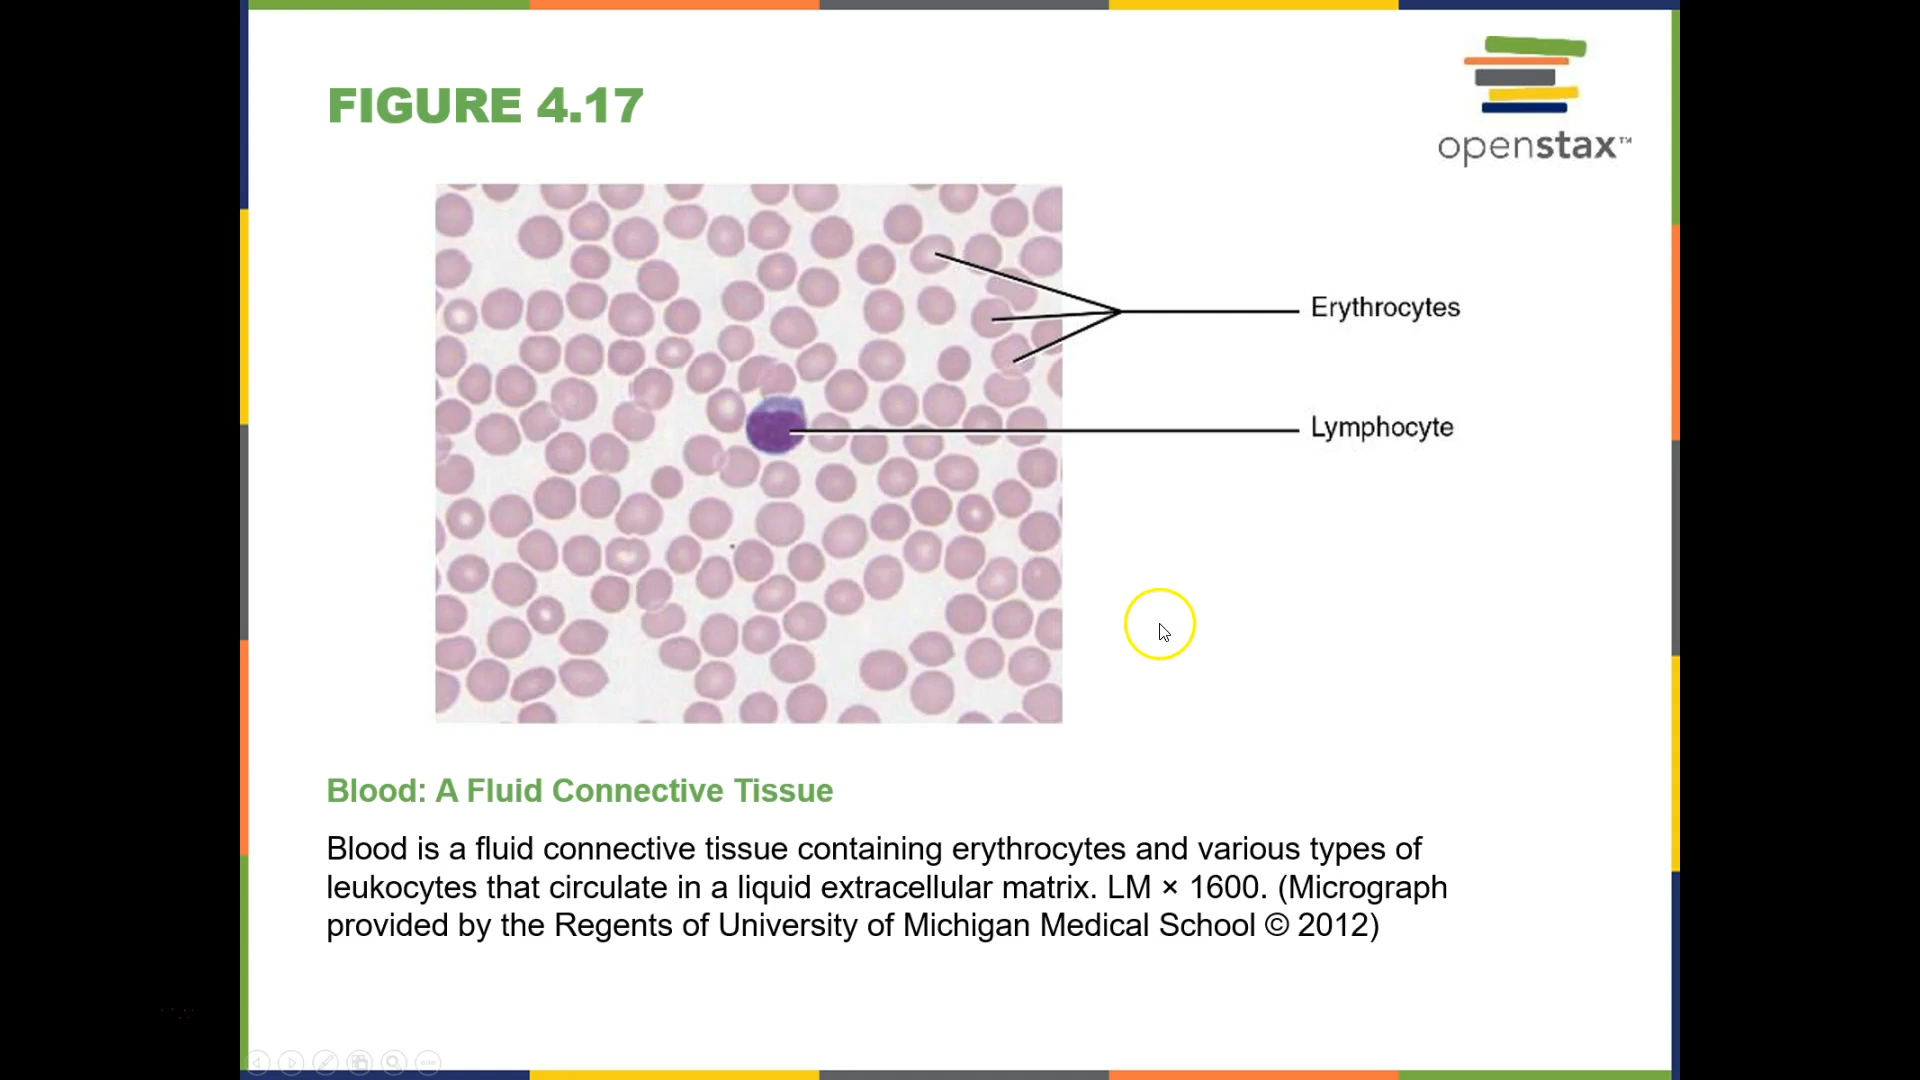 FIGURE 4.17
openstax™
Erythrocytes
Lymphocyte
Blood: A Fluid Connective Tissue
Blood is a fluid connective tissue containing erythrocytes and various types of
leukocytes that circulate in a liquid extracellular matrix. LM × 1600. (Micrograph
provided by the Regents of University of Michigan Medical School © 2012)